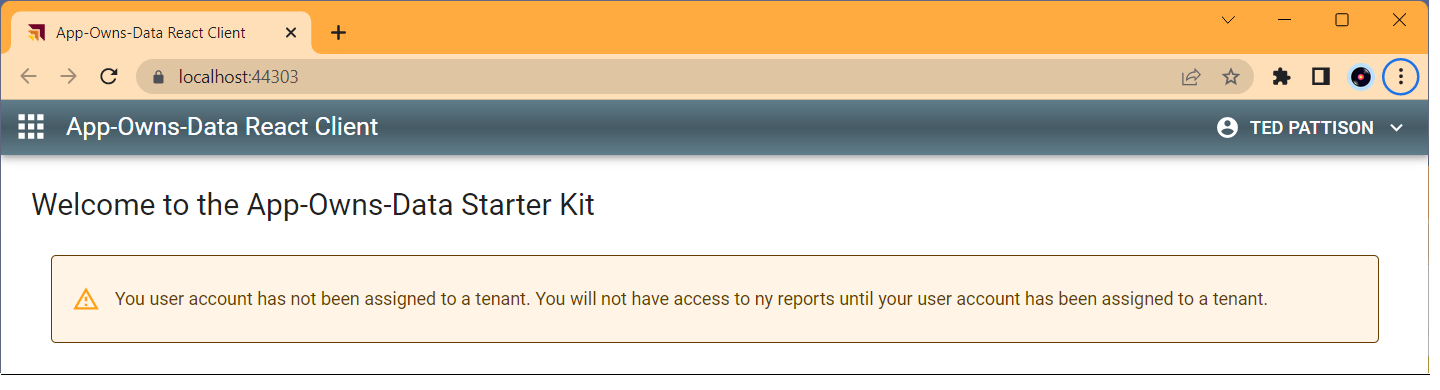 App-Owns-Data React Client
localhost:44303
App-Owns-Data React Client
TED PATTISON
Welcome to the App-Owns-Data Starter Kit
You user account has not been assigned to a tenant. You will not have access to ny reports until your user account has been assigned to a tenant.